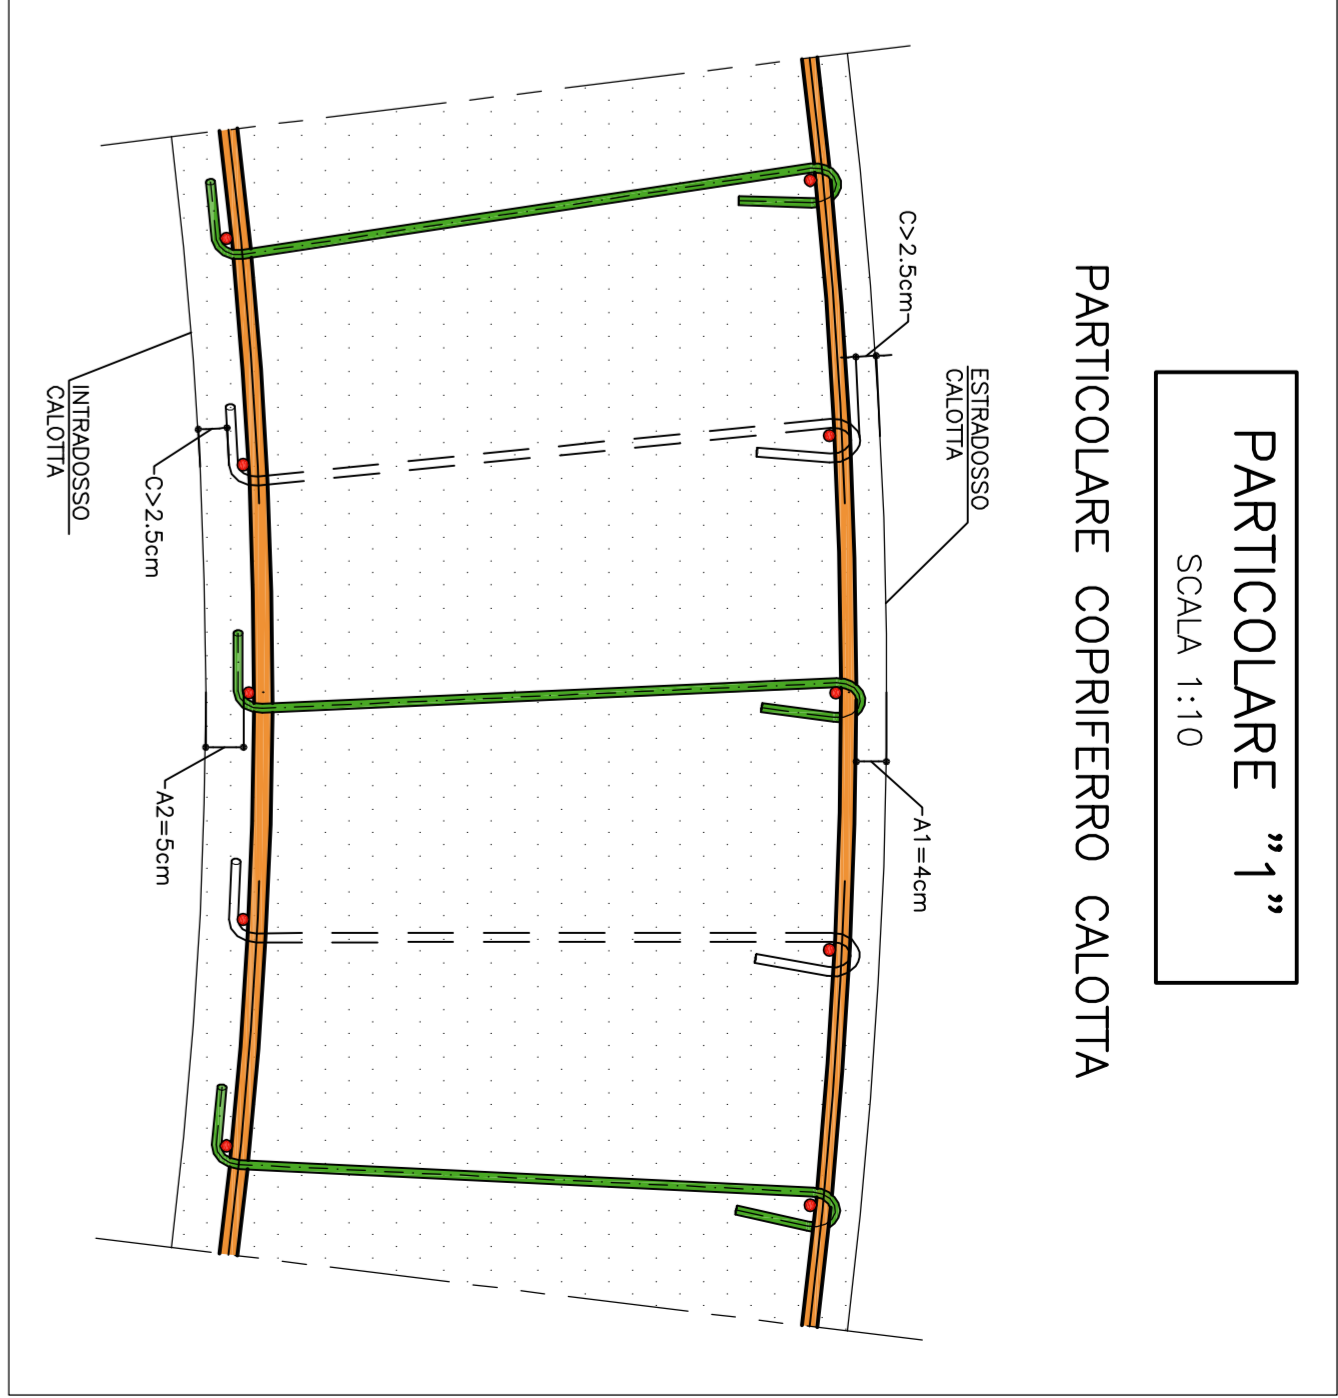 PARTICOLARE "1"
SCALA 1:10
PARTICOLARE COPRIFERRO CALOTTA
ESTRADOSSO
CALOTTA
C>2.5cm
A1=4cm
C>2.5cm
A2=5cm
INTRADOSSO
CALOTTA